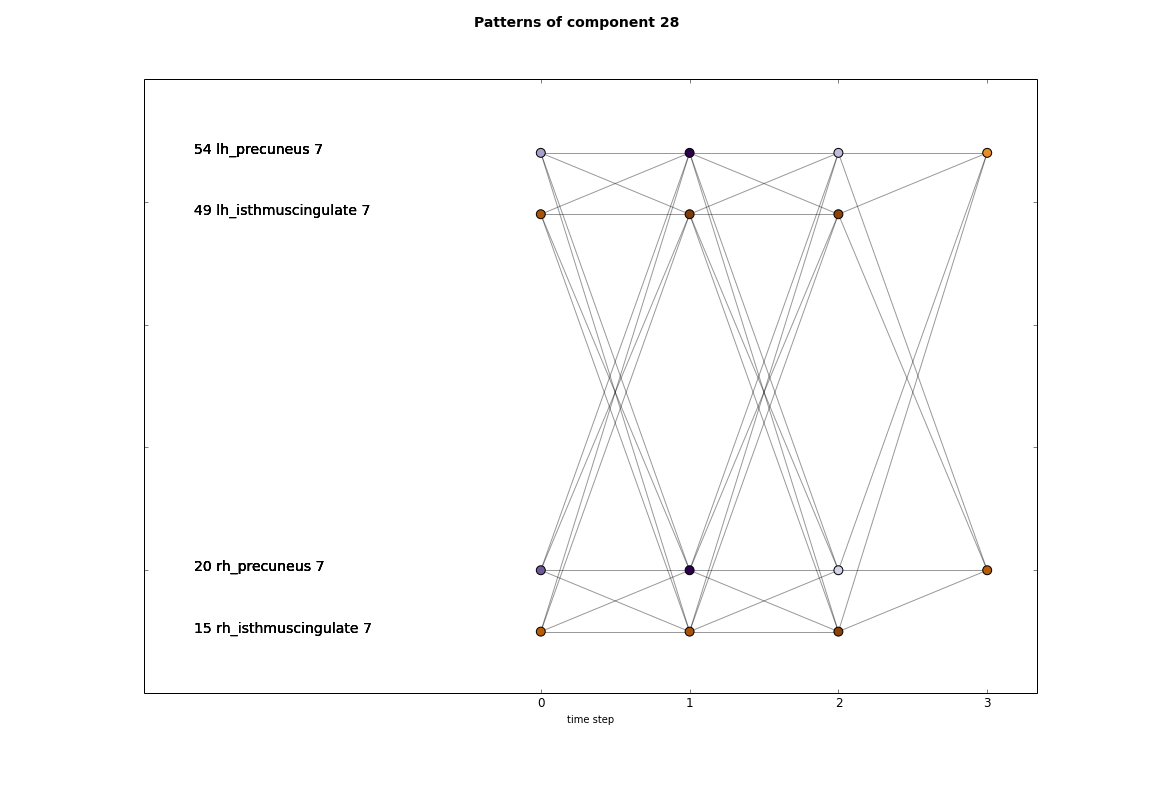 Patterns of component 28
54 lh_precuneus 7
49 lh_isthmuscingulate 7
20 rh_precuneus 7
15 rh_isthmuscingulate 7
0 1 2 3
time step